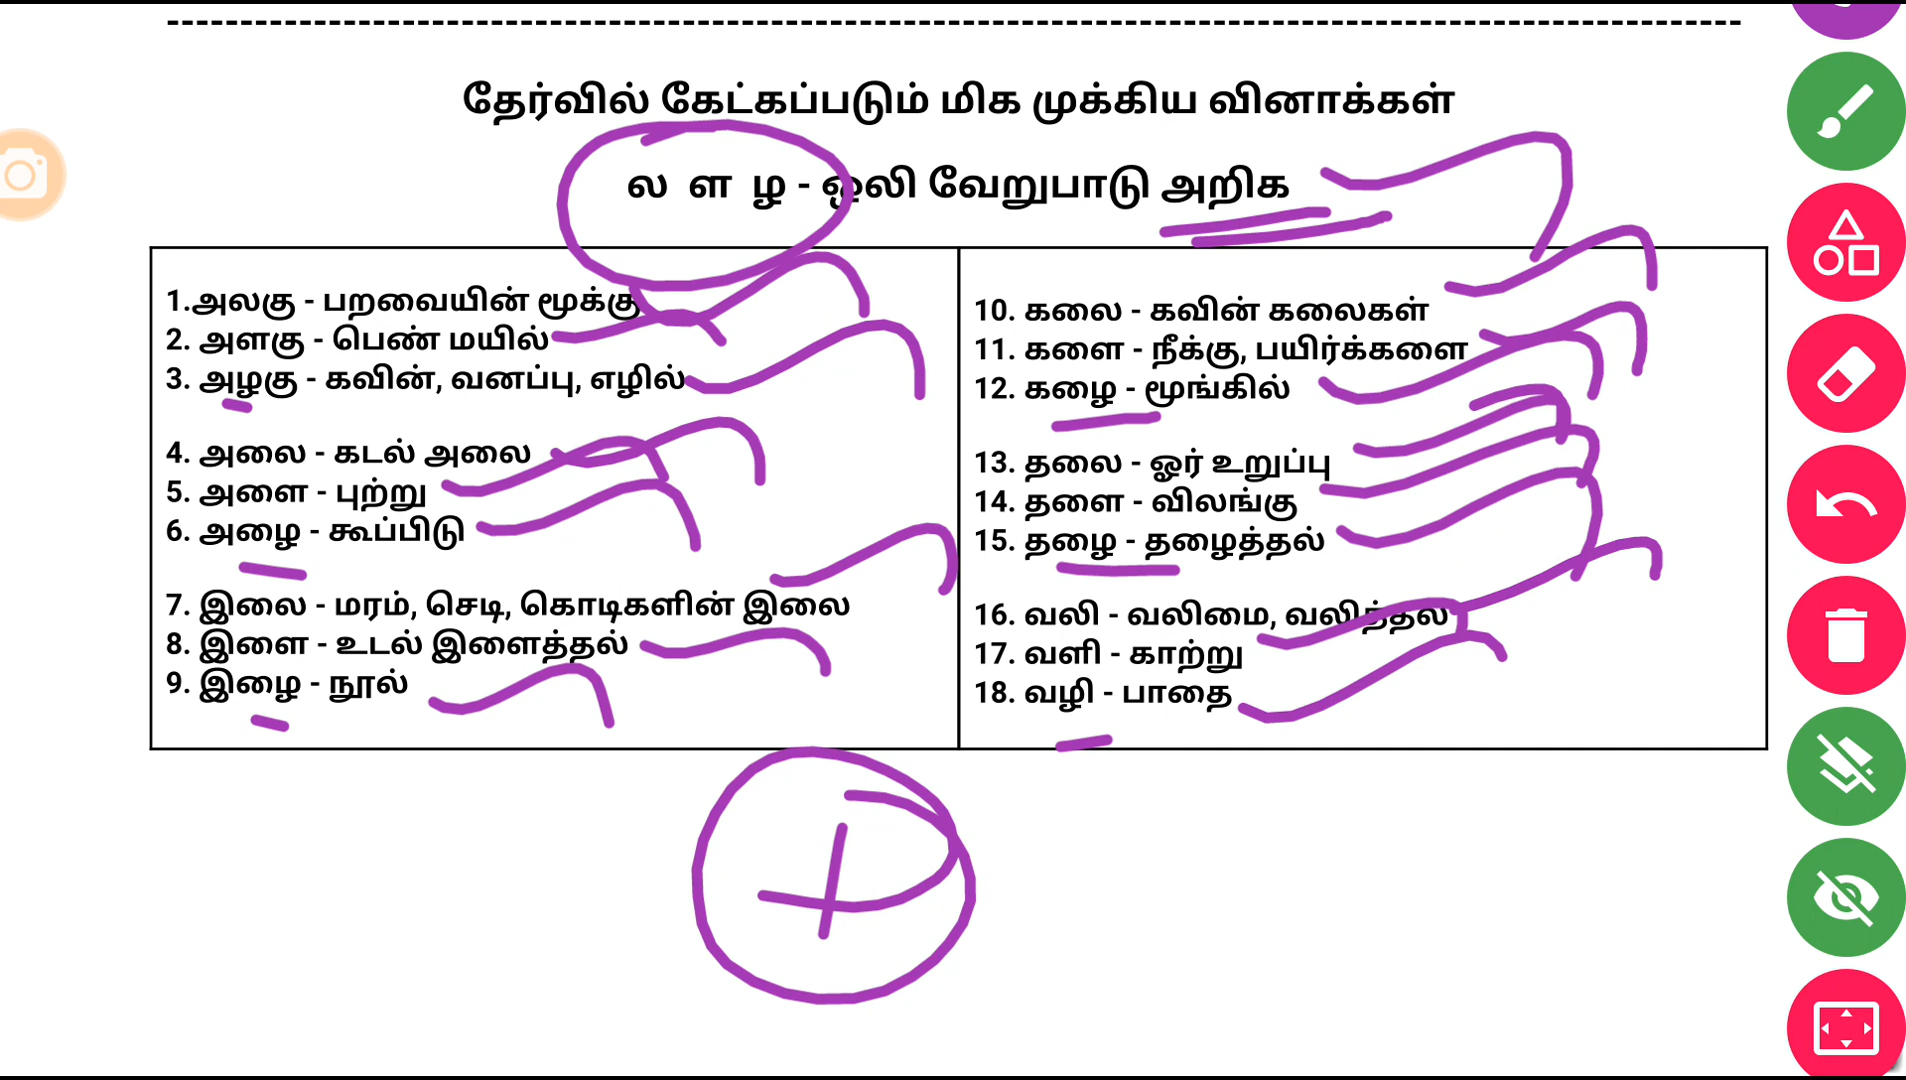 தேர்வில் கேட்கப்படும் மிக முக்கிய வினாக்கள்
ல ள ழ - ஒலி வேறுபாடு அறிக
1.அலகு - பறவையின் மூக்கு
2. அளகு - பெண் மயில்
3. அழகு - கவின், வனப்பு, எழில்
4. அலை - கடல் அலை
5. அளை - புற்று
6. அழை - கூப்பிடு
7. இலை - மரம், செடி, கொடிகளின் இலை
8. இளை - உடல் இளைத்தல்
9. இழை - நூல்
10. கலை - கவின் கலைகள்
11. களை - நீக்கு, பயிர்க்களை
12. கழை - மூங்கில்
13. தலை - ஓர் உறுப்பு
14. தளை - விலங்கு
15. தழை - தழைத்தல்
16. வலி - வலிமை, வலித்தல்
17. வளி - காற்று
18. வழி - பாதை